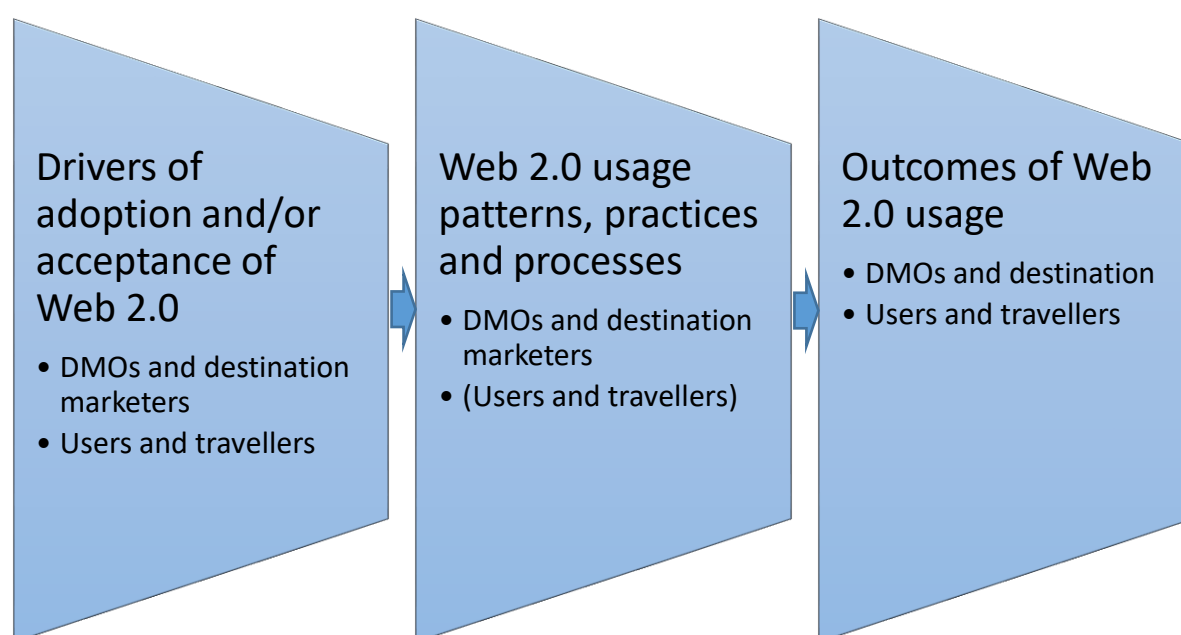 Drivers of
adoption and/or
acceptance of
Web 2.0
• DMOs and destination
marketers
• Users and travellers
Web 2.0 usage
patterns, practices
and processes
• DMOs and destination
marketers
• (Users and travellers)
Outcomes of Web
2.0 usage
• DMOs and destination
• Users and travellers